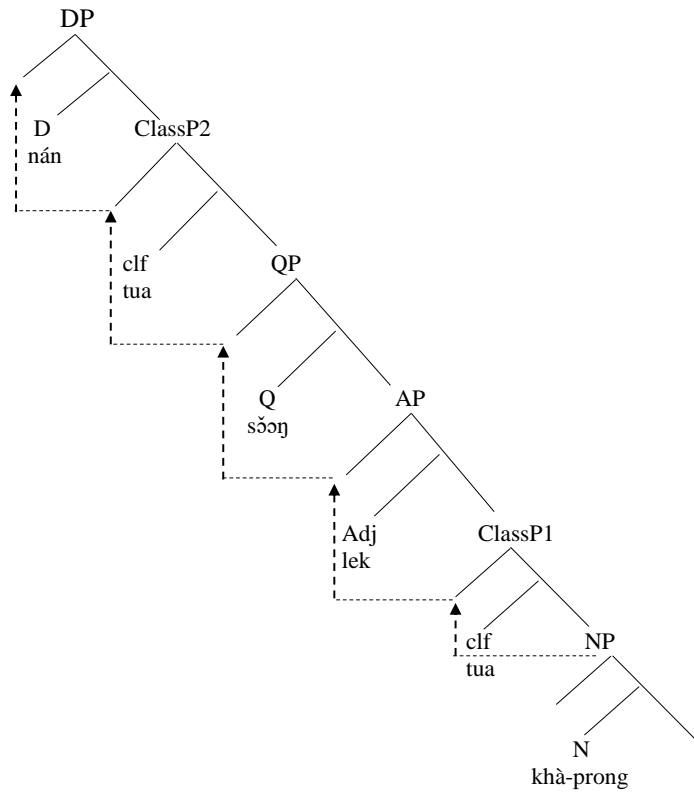 DP
D
nán
ClassP2
clf
tua
QP
Q
sɔ̌ɔŋ
AP
Adj
lek
ClassP1
clf
tua
NP
N
khà-prong